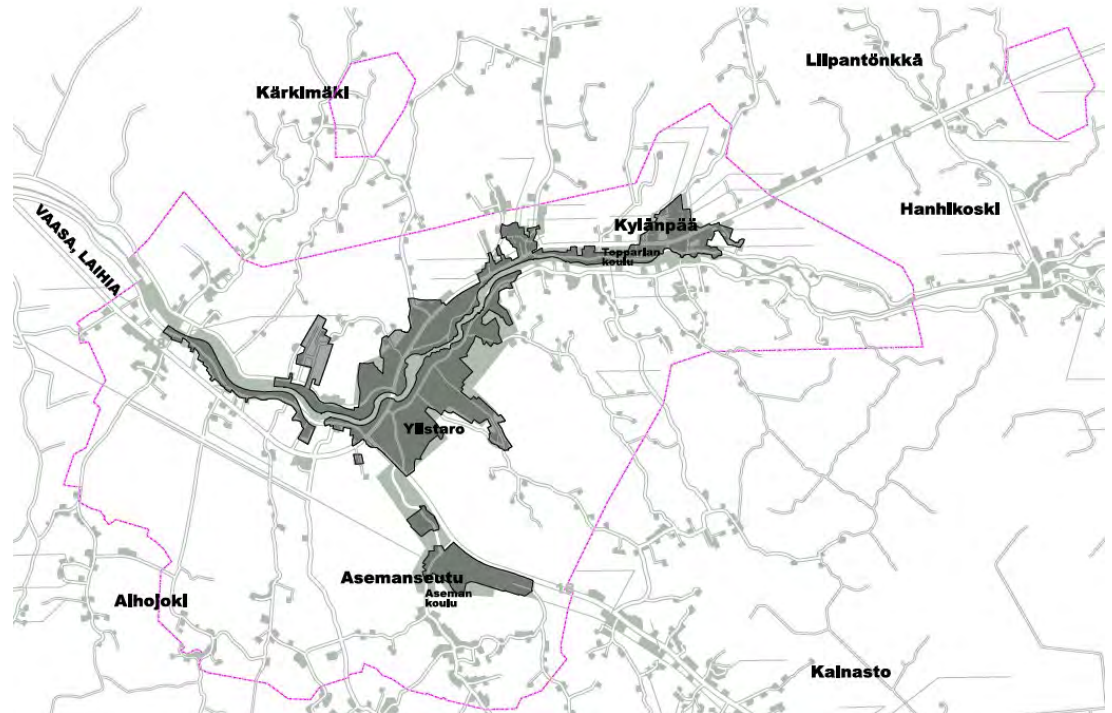 Liipantönkkä
Kärkimäki
Hanhikoski
Kylänpää
Topparlan
koulu
VAASA, LAIHIA
Ylistaro
Asemanseutu
Aseman
koulu
Alhojoki
Kainasto